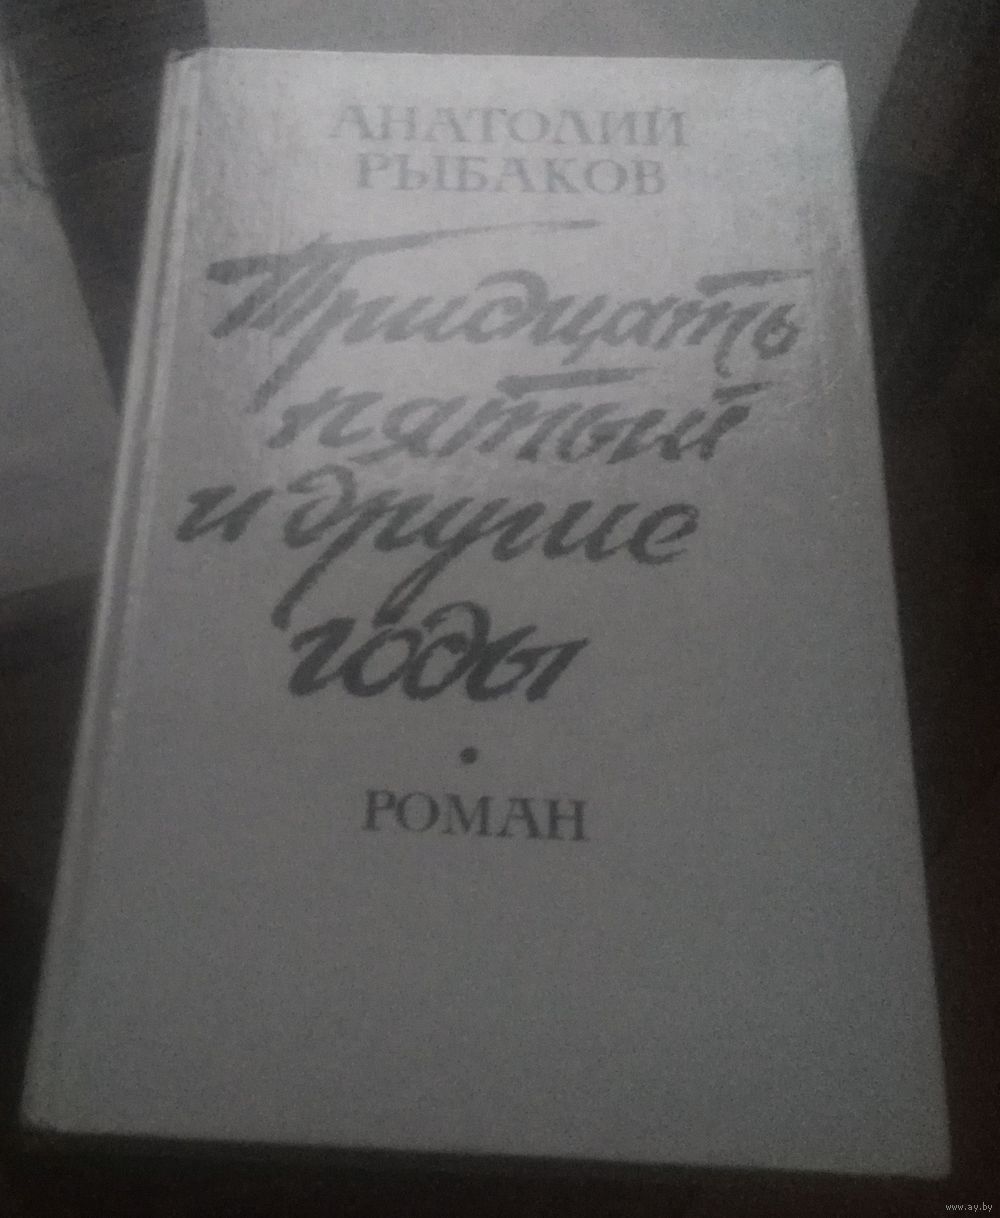 АНАТОЛИЙ
РЫБАКОВ
Тридцать
пятый
и другие
годы
•
РОМАН
www.ay.by